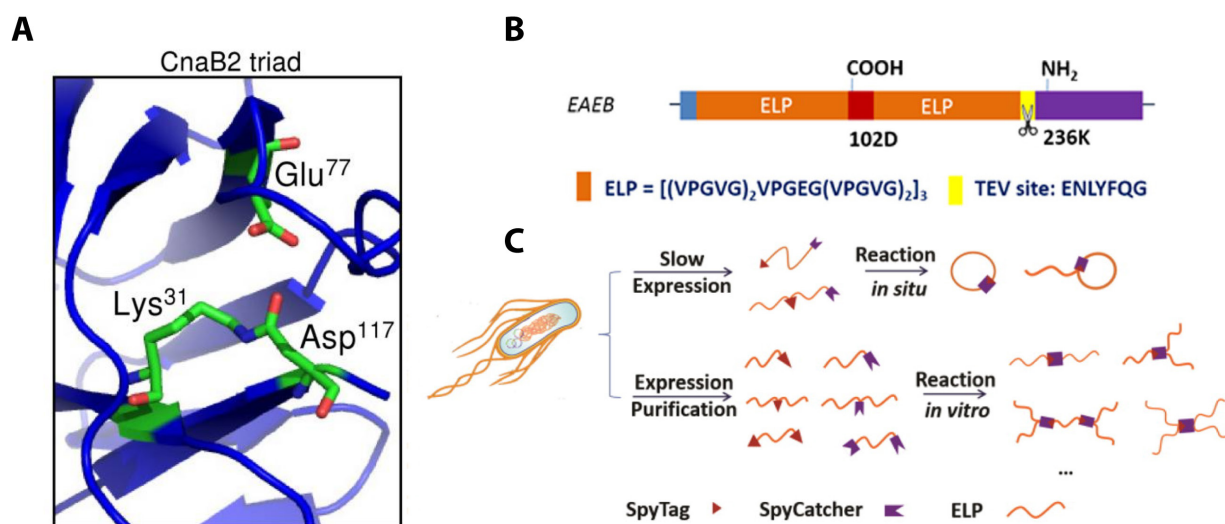 A
CnaB2 triad
Glu77
Lys31
Asp117
B
COOH
NH2
EAEB
ELP
ELP
102D
236K
ELP = [(VPGVG)2VPGEG(VPGVG)2]3
TEV site: ENLYFQG
C
Slow
Expression
Reaction
in situ
Expression
Purification
Reaction
in vitro
...
SpyTag
SpyCatcher
ELP